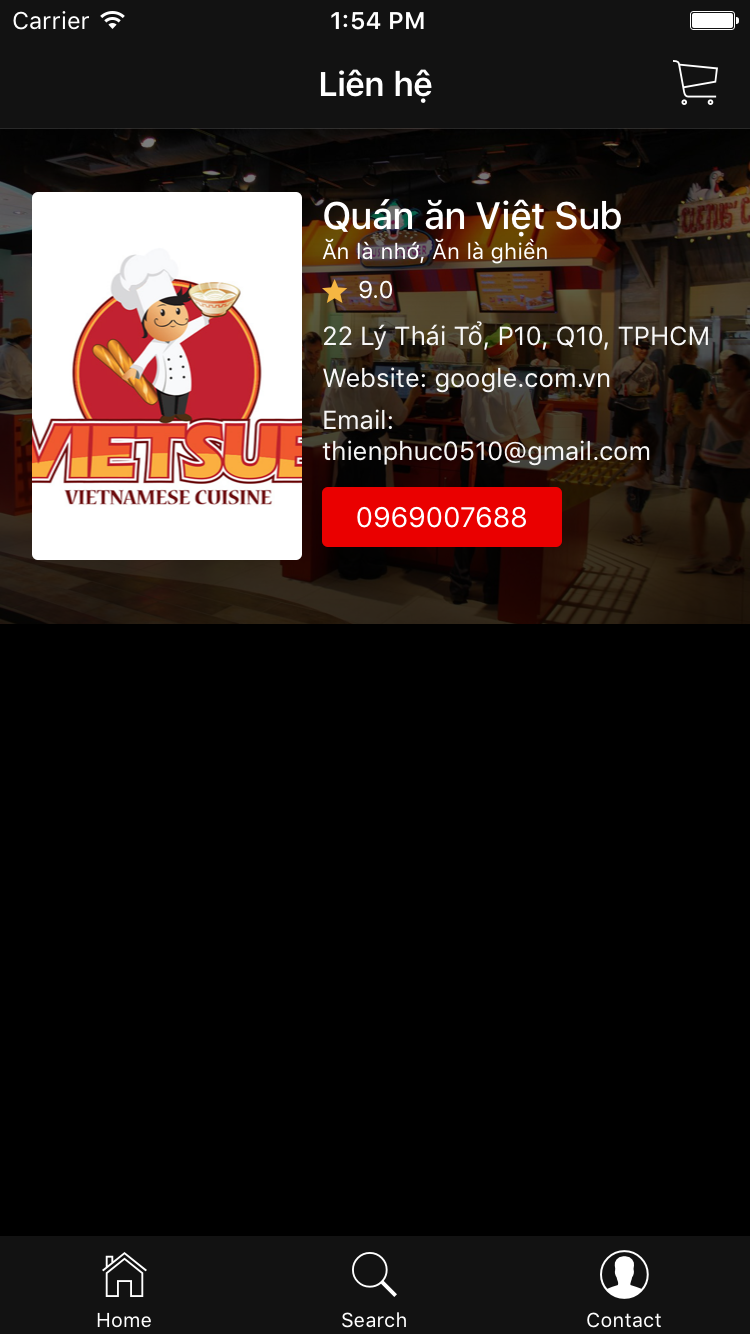 Carrier 1:54 PM
Liên hệ
Quán ăn Việt Sub
Ăn là nhớ, Ăn là ghiền
9.0
22 Lý Thái Tổ, P10, Q10, TPHCM
Website: google.com.vn
Email:
thienphuc0510@gmail.com
0969007688
VIETSUB
VIETNAMESE CUISINE
Home Search Contact